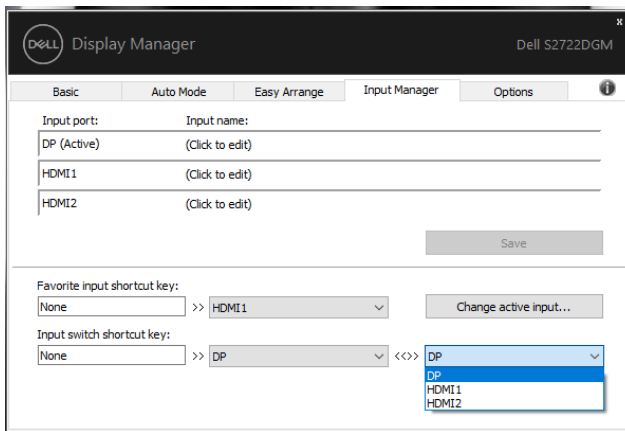 x
DELL Display Manager Dell S2722DGM
Basic Auto Mode Easy Arrange Input Manager Options i
Input port: Input name:
DP (Active) (Click to edit)
HDMI1 (Click to edit)
HDMI2 (Click to edit)
Save
Favorite input shortcut key:
None >> HDMI1 Change active input...
Input switch shortcut key:
None >> DP <<>> DP
DP
HDMI1
HDMI2